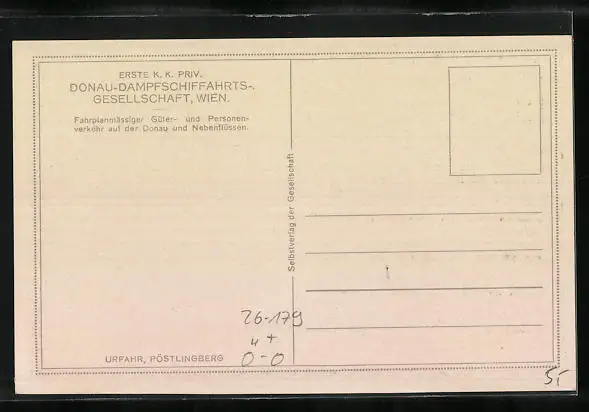 ERSTE K. K. PRIV.
DONAU-DAMPFSCHIFFAHRTS-
GESELLSCHAFT, WIEN.
Fahrplanmässiger Güter- und Personen-
verkehr auf der Donau und Nebenflüssen.
Selbstverlag der Gesellschaft
26-179
4 +
0-0
URFAHR, PÖSTLINGBERG
5,-